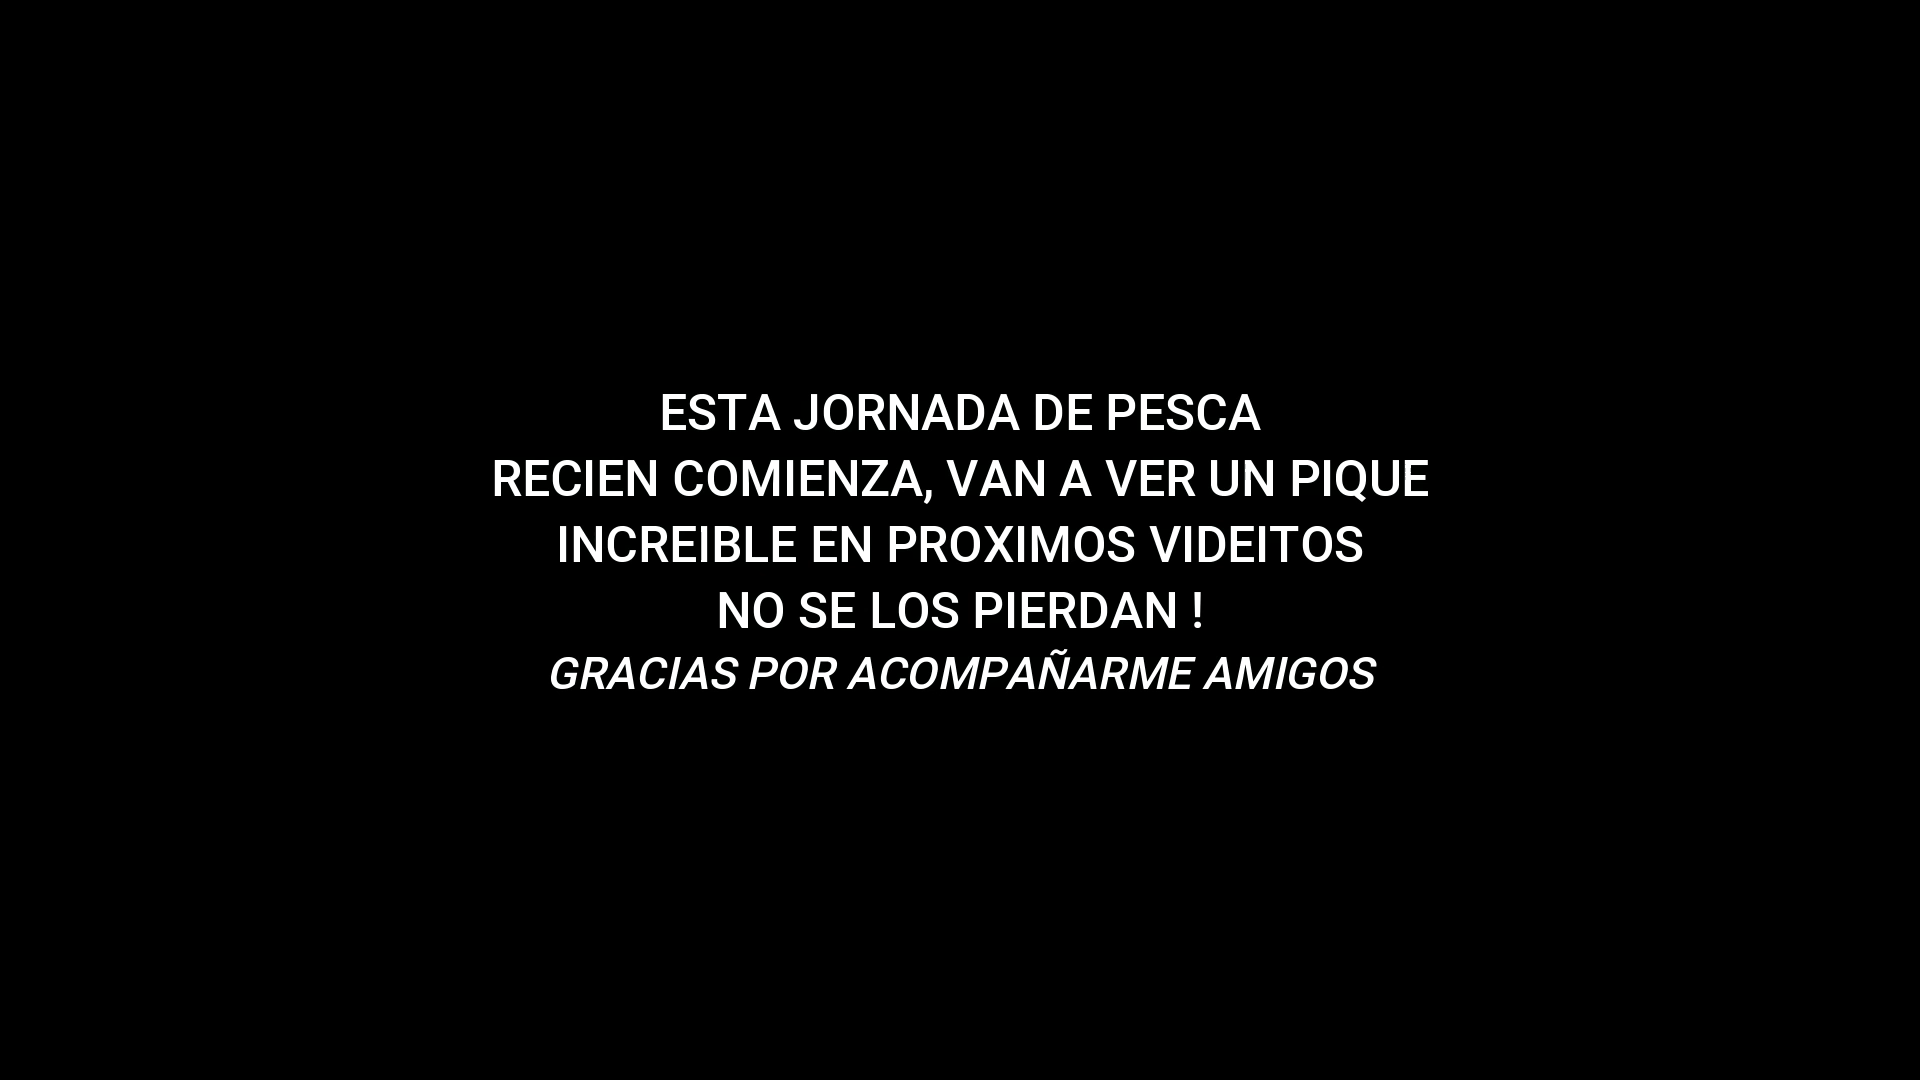 ESTA JORNADA DE PESCA
RECIEN COMIENZA, VAN A VER UN PIQUE
INCREIBLE EN PROXIMOS VIDEITOS
NO SE LOS PIERDAN !
GRACIAS POR ACOMPAÑARME AMIGOS